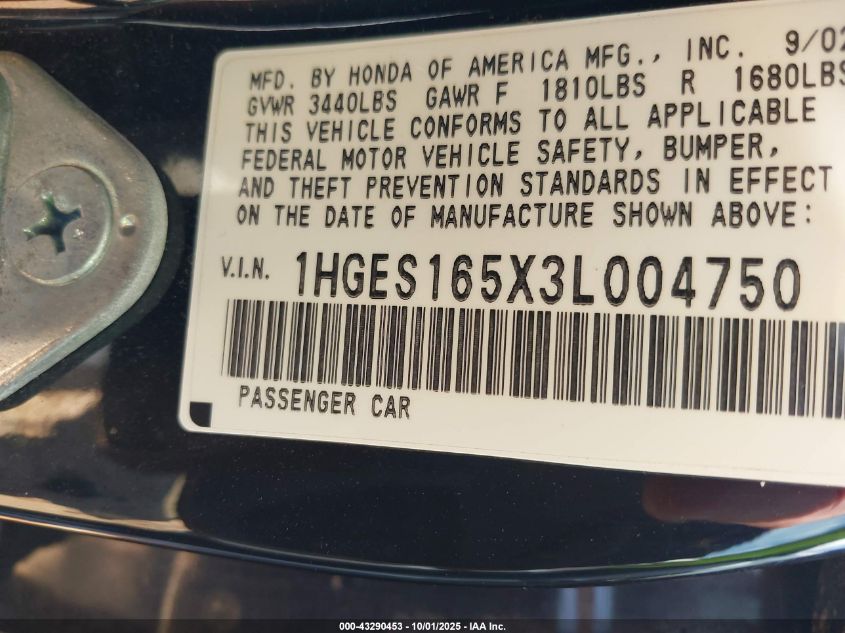 MFD. BY HONDA OF AMERICA MFG., INC. 9/02
GVWR 3440LBS GAWR F 1810LBS R 1680LBS
THIS VEHICLE CONFORMS TO ALL APPLICABLE
FEDERAL MOTOR VEHICLE SAFETY, BUMPER,
AND THEFT PREVENTION STANDARDS IN EFFECT
ON THE DATE OF MANUFACTURE SHOWN ABOVE:
V.I.N. 1HGES165X3L004750
PASSENGER CAR
000-43290453 - 10/01/2025 - IAA Inc.